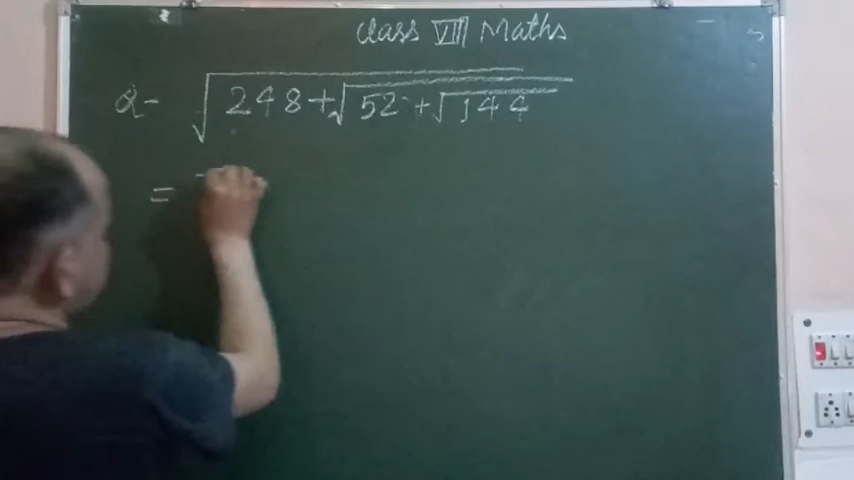 Class VIII Maths
Q- √248+√52+√144
=